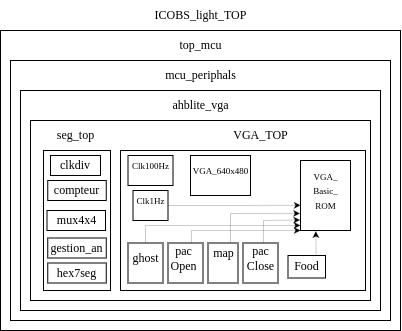 ICOBS_light_TOP
top_mcu
mcu_periphals
ahblite_vga
seg_top
VGA_TOP
clkdiv
compteur
mux4x4
gestion_an
hex7seg
Clk100Hz
VGA_640x480
Clk1Hz
VGA_
Basic_
ROM
ghost
pac
Open
map
pac
Close
Food